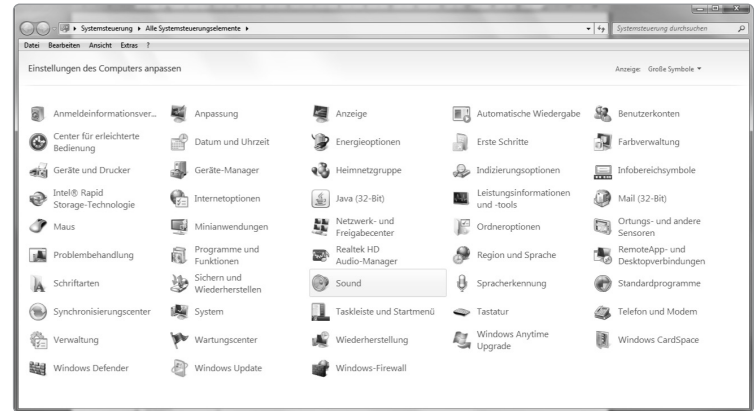 Systemsteuerung Alle Systemsteuerungselemente
Systemsteuerung durchsuchen
Datei Bearbeiten Ansicht Extras ?
Einstellungen des Computers anpassen
Anzeige: Große Symbole
Anmeldeinformationsver...
Anpassung
Anzeige
Automatische Wiedergabe
Benutzerkonten
Center für erleichterte
Bedienung
Datum und Uhrzeit
Energieoptionen
Erste Schritte
Farbverwaltung
Geräte und Drucker
Geräte-Manager
Heimnetzgruppe
Indizierungsoptionen
Infobereichsymbole
Intel® Rapid
Storage-Technologie
Internetoptionen
Java (32-Bit)
Leistungsinformationen
und -tools
Mail (32-Bit)
Maus
Minianwendungen
Netzwerk- und
Freigabecenter
Ordneroptionen
Ortungs- und andere
Sensoren
Problembehandlung
Programme und
Funktionen
Realtek HD
Audio-Manager
Region und Sprache
RemoteApp- und
Desktopverbindungen
Schriftarten
Sichern und
Wiederherstellen
Sound
Spracherkennung
Standardprogramme
Synchronisierungscenter
System
Taskleiste und Startmenü
Tastatur
Telefon und Modem
Verwaltung
Wartungscenter
Wiederherstellung
Windows Anytime
Upgrade
Windows CardSpace
Windows Defender
Windows Update
Windows-Firewall